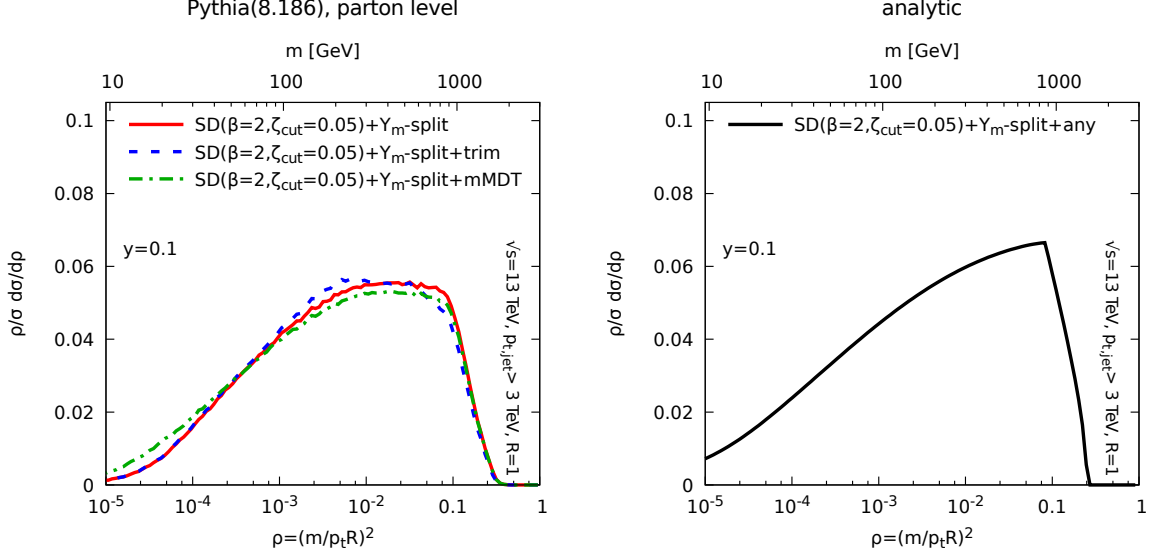 Pythia(8.186), parton level
m [GeV]
10 100 1000
SD(β=2,ζcut=0.05)+Ym-split
SD(β=2,ζcut=0.05)+Ym-split+trim
SD(β=2,ζcut=0.05)+Ym-split+mMDT
y=0.1
√s=13 TeV, pt,jet> 3 TeV, R=1
ρ/σ dσ/dρ
0.1
0.08
0.06
0.04
0.02
0
10-5 10-4 10-3 10-2 0.1 1
ρ=(m/ptR)2
analytic
m [GeV]
10 100 1000
SD(β=2,ζcut=0.05)+Ym-split+any
y=0.1
√s=13 TeV, pt,jet> 3 TeV, R=1
ρ/σ dσ/dρ
0.1
0.08
0.06
0.04
0.02
0
10-5 10-4 10-3 10-2 0.1 1
ρ=(m/ptR)2